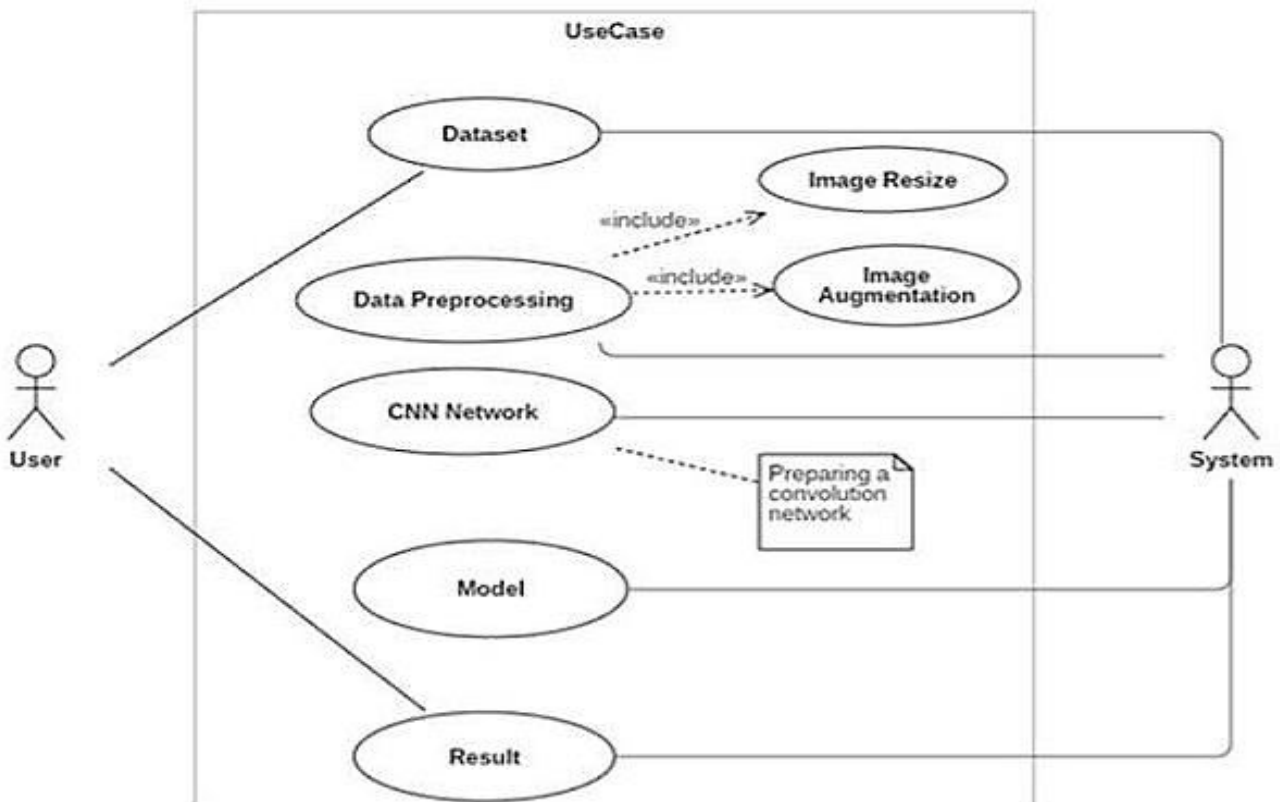 UseCase
Dataset
Image Resize
«include»
«include»
Image
Augmentation
Data Preprocessing
CNN Network
User
System
Preparing a
convolution
network
Model
Result